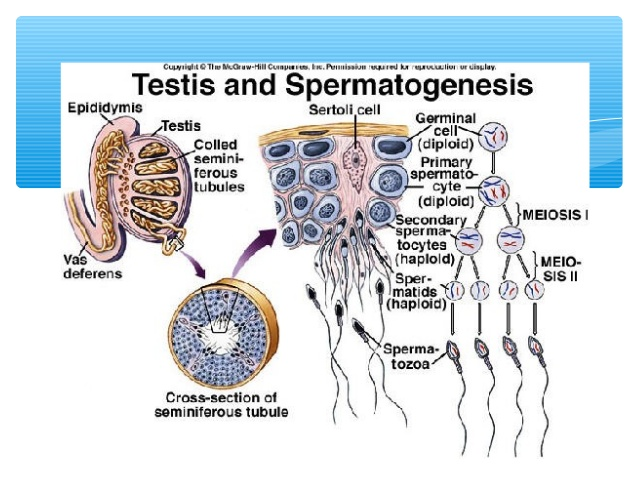 Copyright © The McGraw-Hill Companies, Inc. Permission required for reproduction or display.
Testis and Spermatogenesis
Epididymis
Testis
Coiled
semini-
ferous
tubules
Vas
deferens
Cross-section of
seminiferous tubule
Sertoli cell
Germinal
cell
(diploid)
Primary
spermato-
cyte
(diploid)
MEIOSIS I
Secondary
sperma-
tocytes
(haploid)
MEIO-
SIS II
Sper-
matids
(haploid)
Sperma-
tozoa